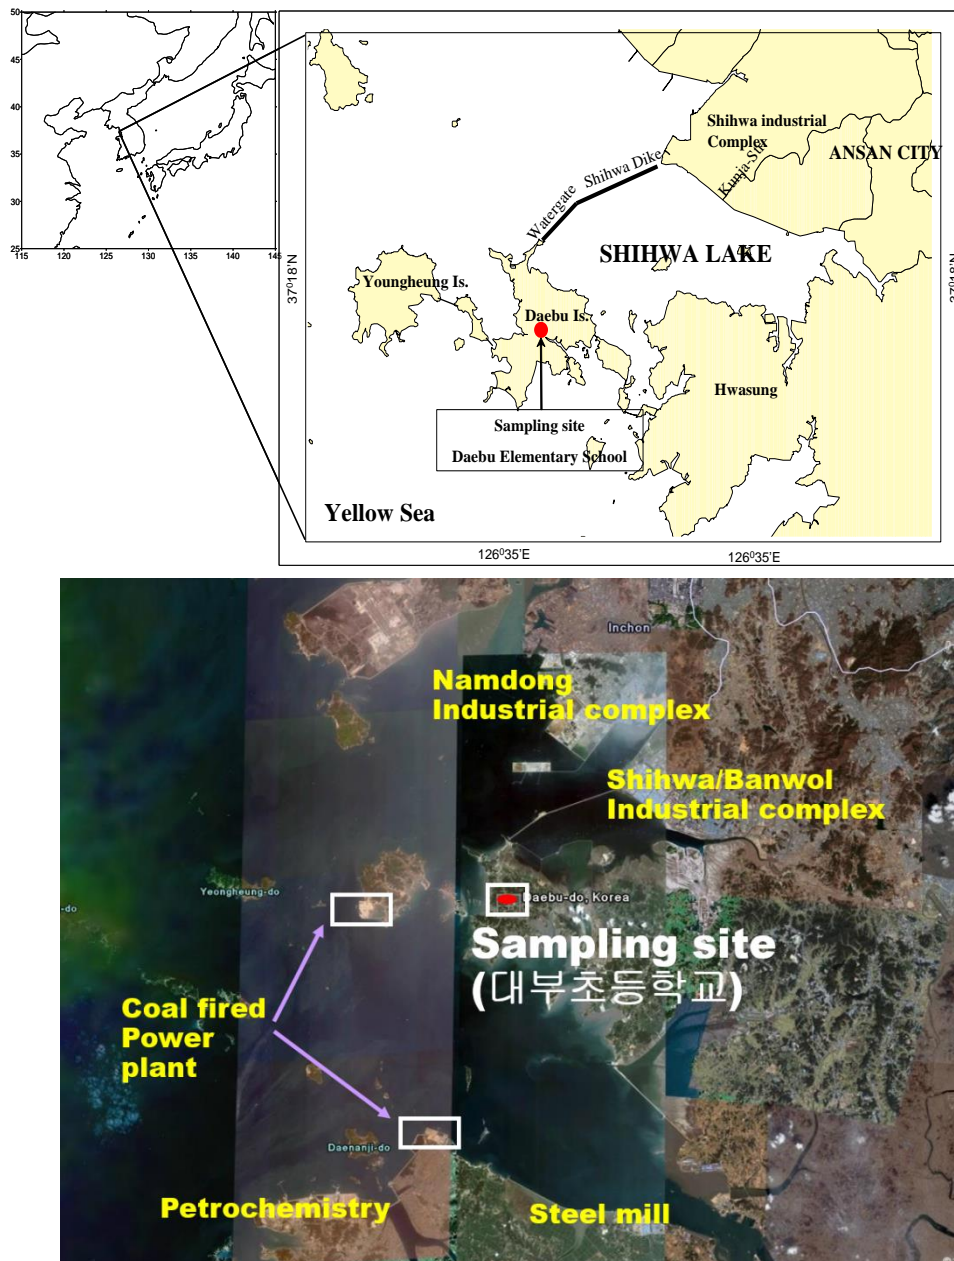 50
45
40
35
30
25
115
120
125
130
135
140
145
Shihwa industrial
Complex
ANSAN CITY
Kunja-Str
Shihwa Dike
Watergate
SHIHWA LAKE
37⁰18'N
37⁰18'N
Youngheung Is.
Daebu Is.
Hwasung
Sampling site
Daebu Elementary School
Yellow Sea
126⁰35'E
126⁰35'E
Inchon
Namdong
Industrial complex
Shihwa/Banwol
Industrial complex
Yeongheung-do
-do
Daebu-do, Korea
Sampling site
(대부초등학교)
Coal fired
Power
plant
Daenanji-do
Petrochemistry
Steel mill